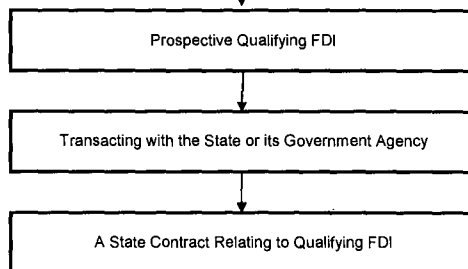 Prospective Qualifying FDI
Transacting with the State or its Government Agency
A State Contract Relating to Qualifying FDI